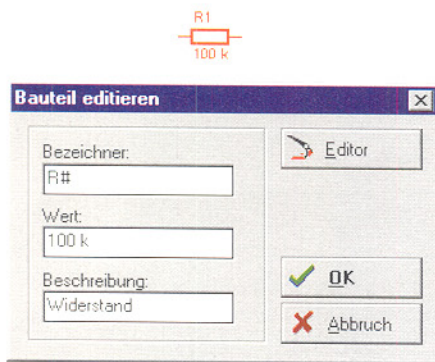 R1
100 k
Bauteil editieren
Bezeichner:
R#
Editor
Wert:
100 k
Beschreibung:
Widerstand
OK
Abbruch